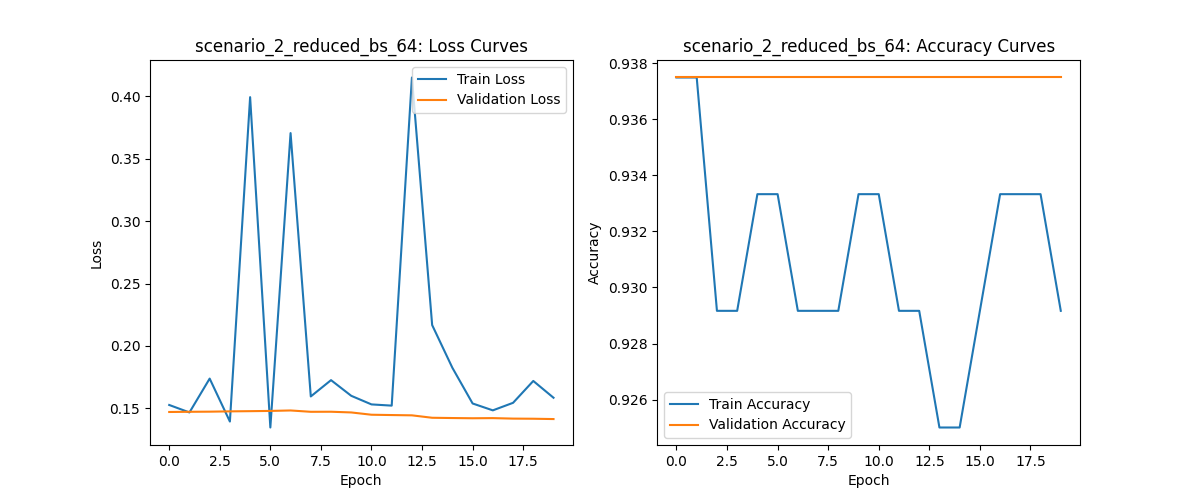 scenario_2_reduced_bs_64: Loss Curves
Train Loss
Validation Loss
0.40
0.35
0.30
0.25
0.20
0.15
Loss
0.0 2.5 5.0 7.5 10.0 12.5 15.0 17.5
Epoch
scenario_2_reduced_bs_64: Accuracy Curves
0.938
0.936
0.934
0.932
0.930
0.928
0.926
Accuracy
Train Accuracy
Validation Accuracy
0.0 2.5 5.0 7.5 10.0 12.5 15.0 17.5
Epoch